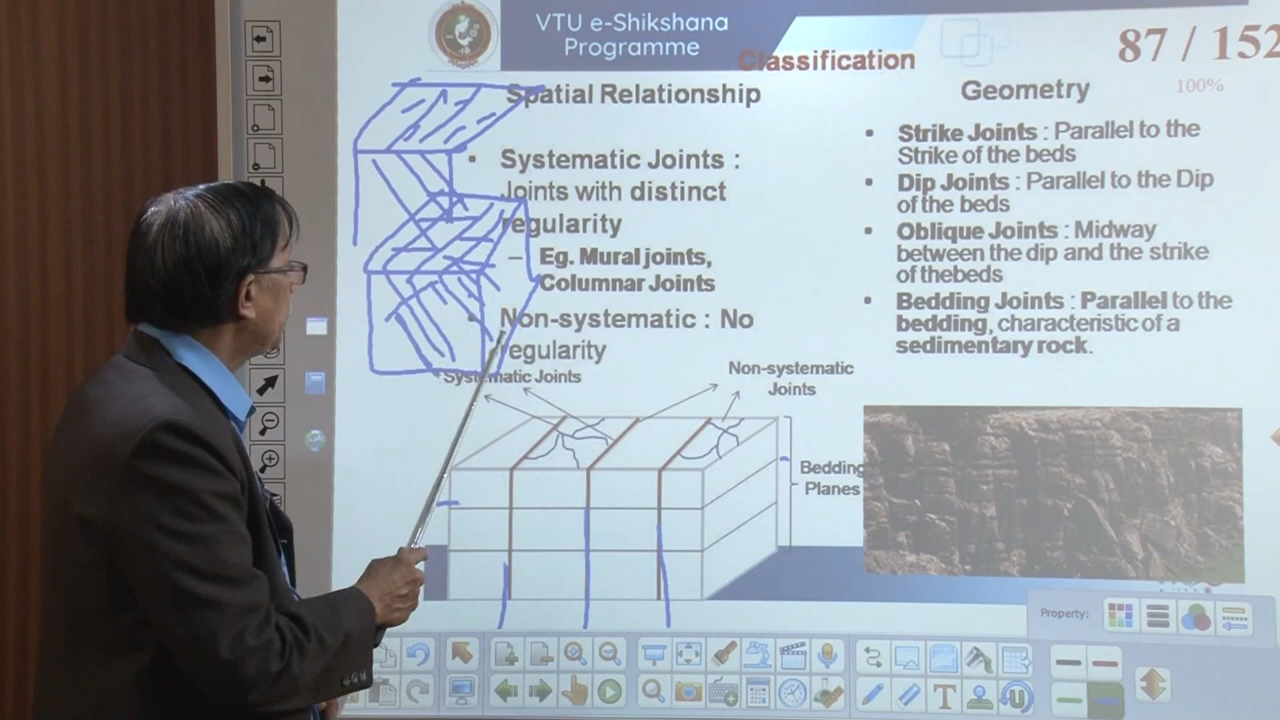 VTU e-Shikshana
Programme
Classification
87 / 152
100%
Spatial Relationship
• Systematic Joints :
Joints with distinct
regularity
– Eg. Mural joints,
Columnar Joints
• Non-systematic : No
regularity
Geometry
• Strike Joints : Parallel to the
Strike of the beds
• Dip Joints : Parallel to the Dip
of the beds
• Oblique Joints : Midway
between the dip and the strike
of thebeds
• Bedding Joints : Parallel to the
bedding, characteristic of a
sedimentary rock.
Systematic Joints
Non-systematic
Joints
Bedding
Planes
Property:
T